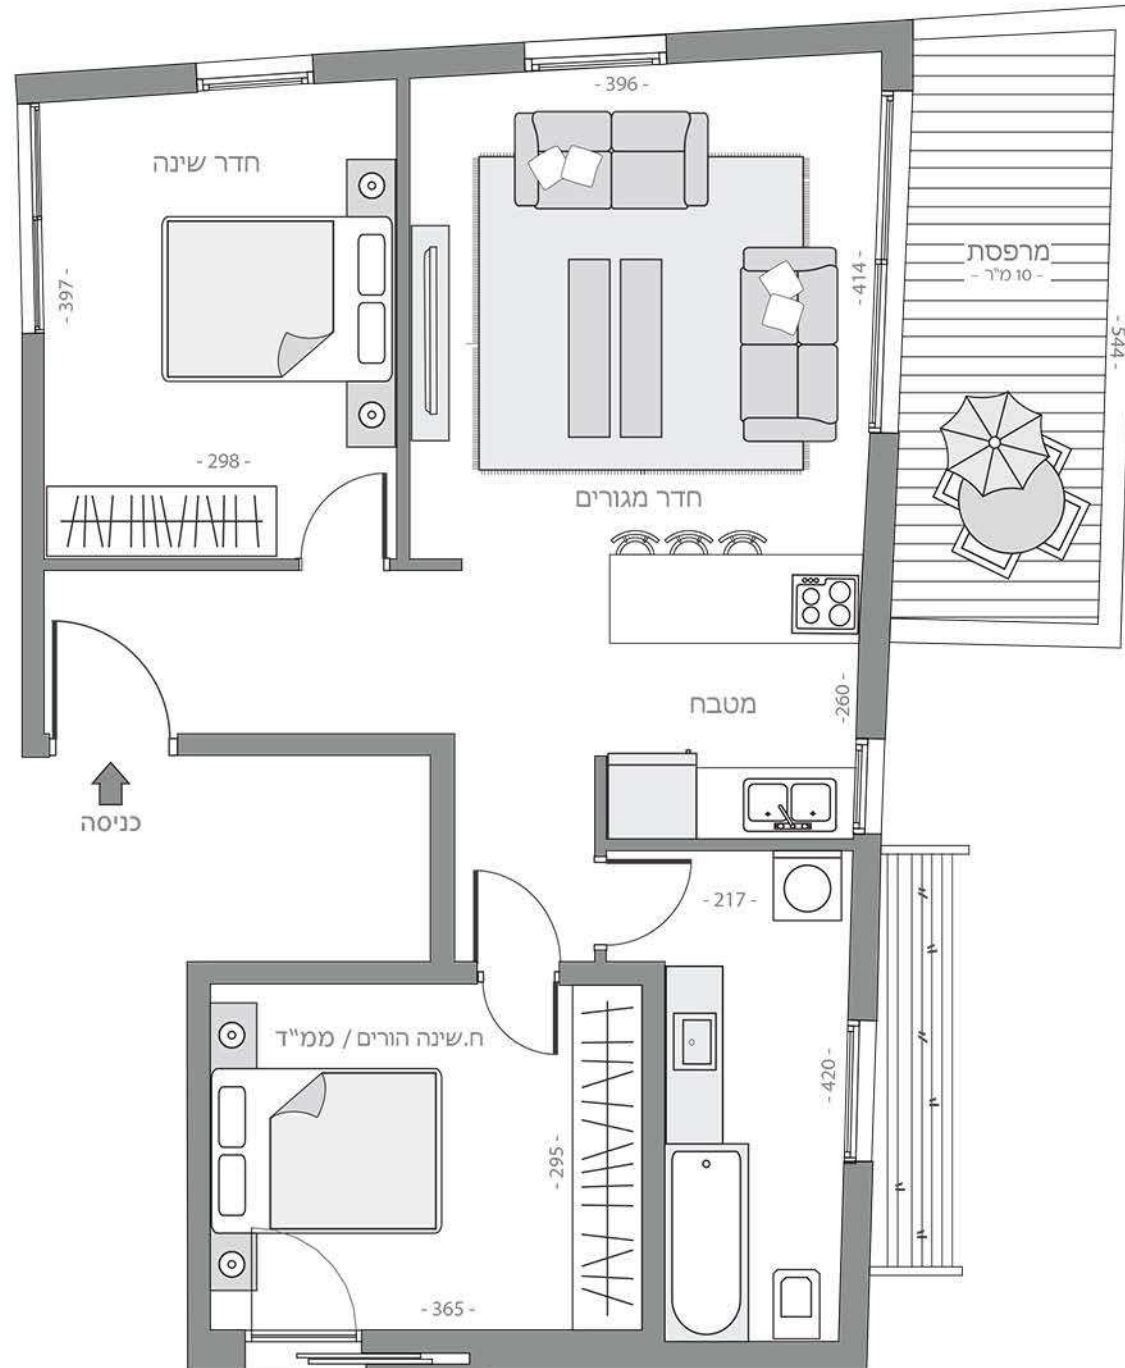 - 396 -
חדר שינה
מרפסת
- 10 מ"ר -
- 397 -
- 414 -
- 544 -
- 298 -
חדר מגורים
מטבח
- 260 -
כניסה
- 217 -
ח.שינה הורים / ממ"ד
- 420 -
- 295 -
- 365 -